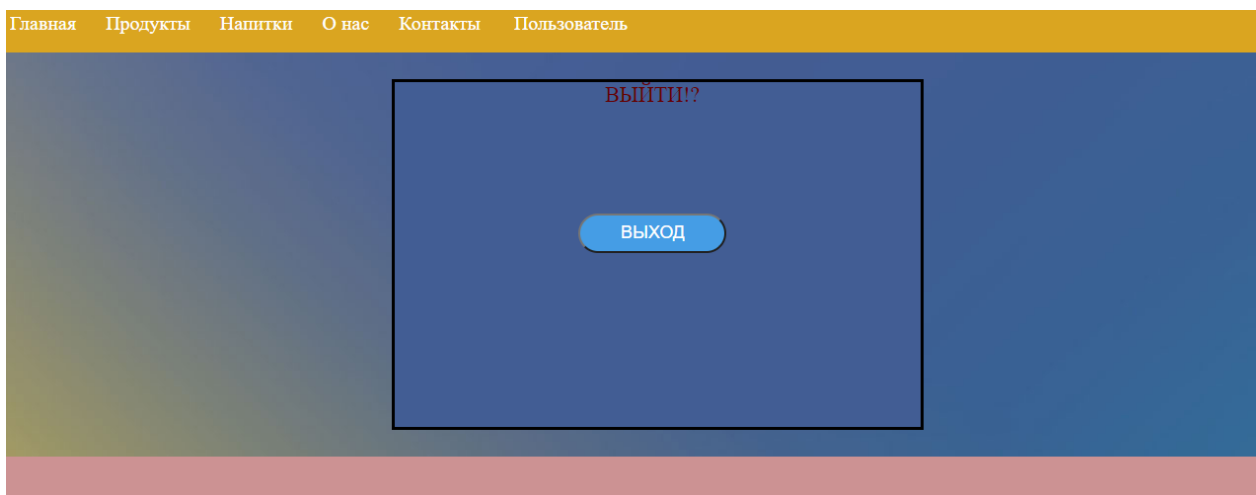 Главная Продукты Напитки О нас Контакты Пользователь
ВЫЙТИ!?
ВЫХОД